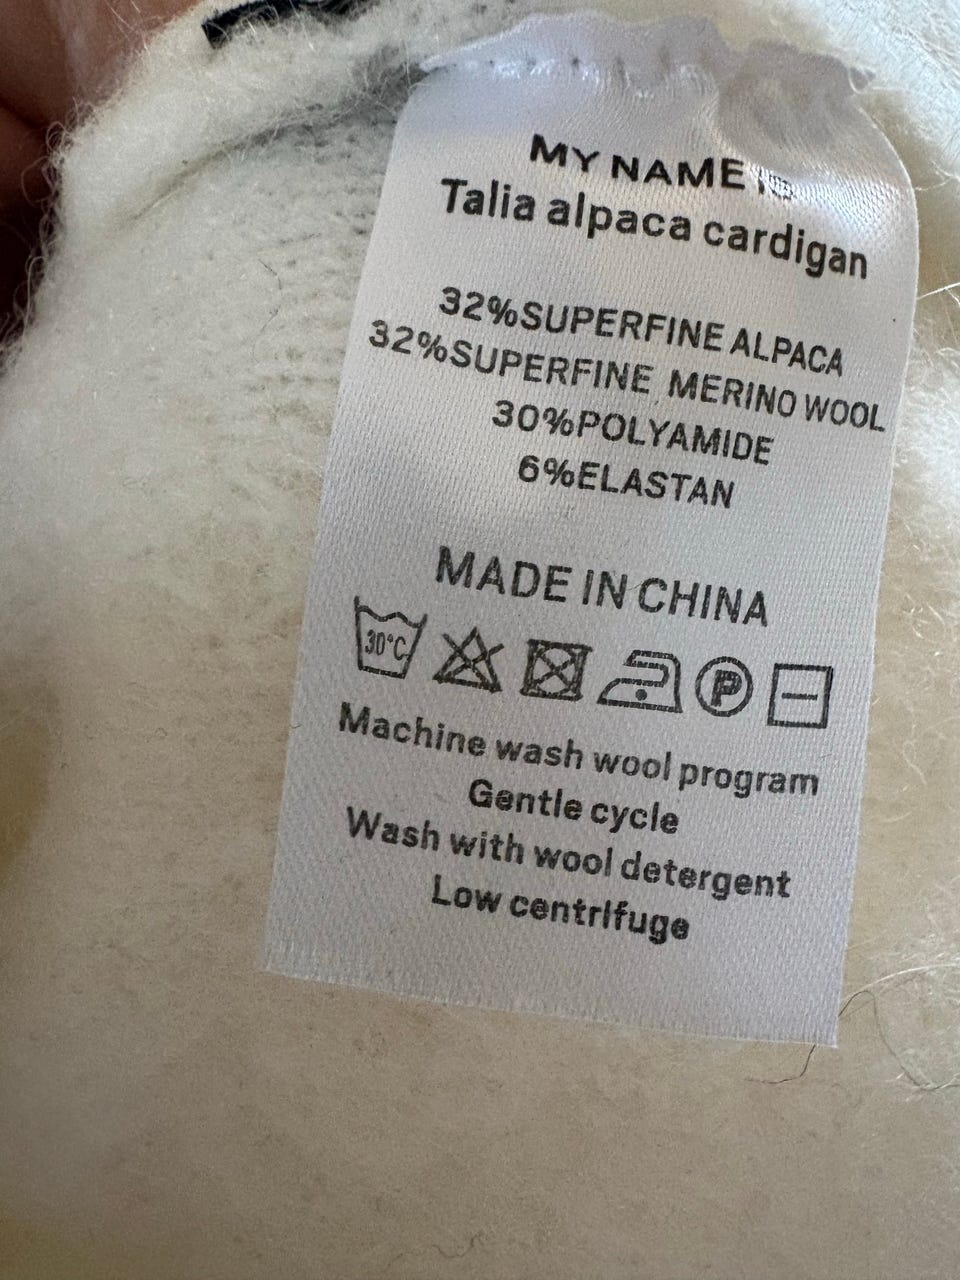 MY NAME IS
Talia alpaca cardigan
32%SUPERFINE ALPACA
32%SUPERFINE MERINO WOOL
30%POLYAMIDE
6%ELASTAN
MADE IN CHINA
30°C P
Machine wash wool program
Gentle cycle
Wash with wool detergent
Low centrifuge